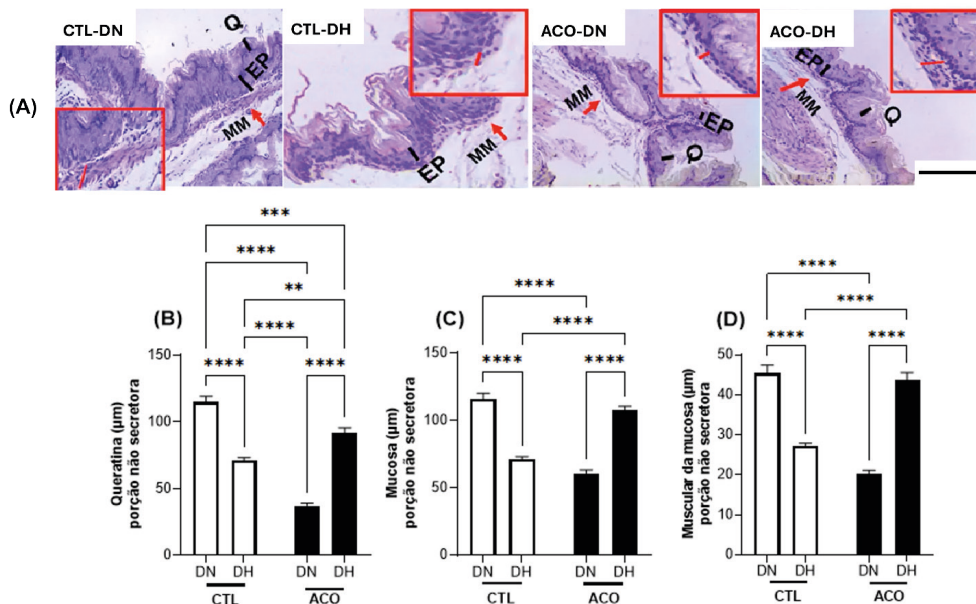 CTL-DN
CTL-DH
ACO-DN
ACO-DH
(A)
Q
EP
MM
EP
MM
MM
EP
Q
EP
MM
Q
***
****
**
****
(B)
****
****
150
100
50
0
Queratina (µm)
porção não secretora
DN DH DN DH
CTL ACO
****
****
(C)
****
****
150
100
50
0
Mucosa (µm)
porção não secretora
DN DH DN DH
CTL ACO
****
****
(D)
****
****
50
40
30
20
10
0
Muscular da mucosa (µm)
porção não secretora
DN DH DN DH
CTL ACO